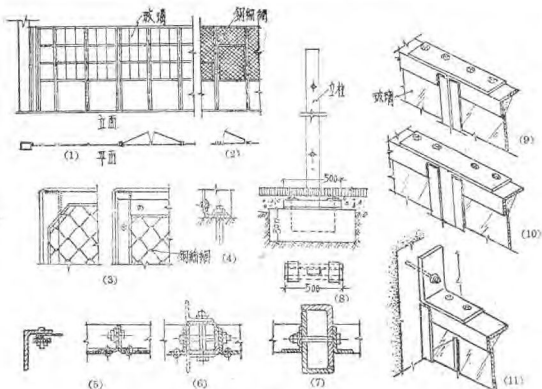 玻璃
钢丝网
立面
(1)
平面
(2)
立柱
500
玻璃
(9)
(10)
(3)
钢丝网
(4)
500
(8)
(5)
(6)
(7)
(11)